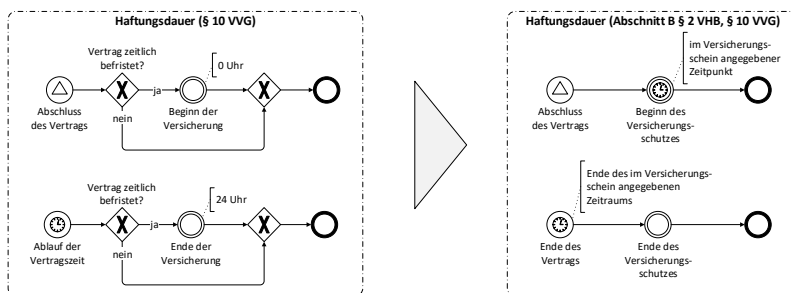 Haftungsdauer (§ 10 VVG)
Vertrag zeitlich
befristet?
0 Uhr
ja
nein
Abschluss
des Vertrags
Beginn der
Versicherung
Vertrag zeitlich
befristet?
24 Uhr
ja
nein
Ablauf der
Vertragszeit
Ende der
Versicherung
Haftungsdauer (Abschnitt B § 2 VHB, § 10 VVG)
im Versicherungs-
schein angegebener
Zeitpunkt
Abschluss
des Vertrags
Beginn des
Versicherungs-
schutzes
Ende des im Versicherungs-
schein angegebenen
Zeitraums
Ende des
Vertrags
Ende des
Versicherungs-
schutzes